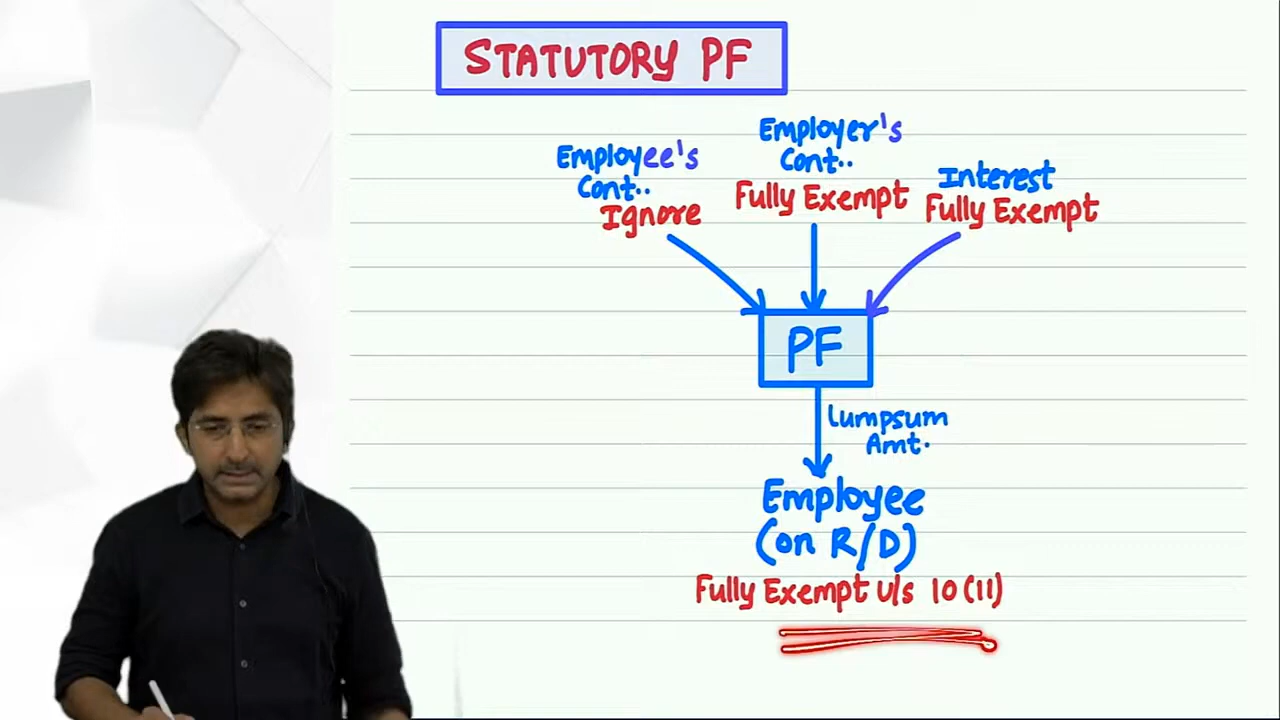 STATUTORY PF
Employee's
Cont..
Ignore
Employer's
Cont..
Fully Exempt
Interest
Fully Exempt
PF
Lumpsum
Amt.
Employee
(on R/D)
Fully Exempt u/s 10(11)